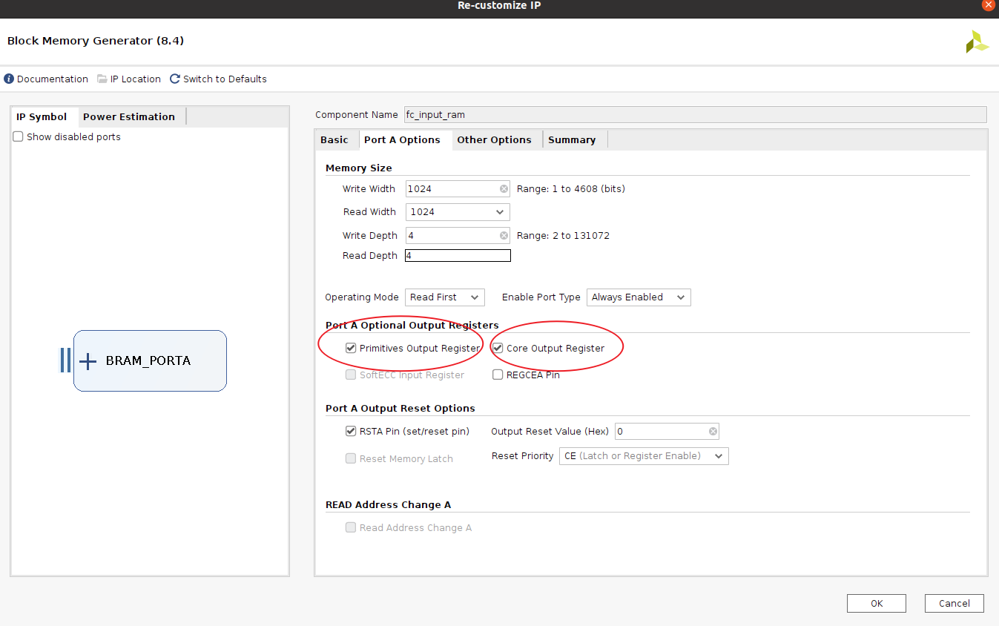 Re-customize IP
Block Memory Generator (8.4)
Documentation IP Location Switch to Defaults
IP Symbol Power Estimation
Show disabled ports
BRAM_PORTA
Component Name fc_input_ram
Basic Port A Options Other Options Summary
Memory Size
Write Width 1024 Range: 1 to 4608 (bits)
Read Width 1024
Write Depth 4 Range: 2 to 131072
Read Depth 4
Operating Mode Read First Enable Port Type Always Enabled
Port A Optional Output Registers
Primitives Output Register Core Output Register
SoftECC Input Register REGCEA Pin
Port A Output Reset Options
RSTA Pin (set/reset pin) Output Reset Value (Hex) 0
Reset Memory Latch Reset Priority CE (Latch or Register Enable)
READ Address Change A
Read Address Change A
OK Cancel